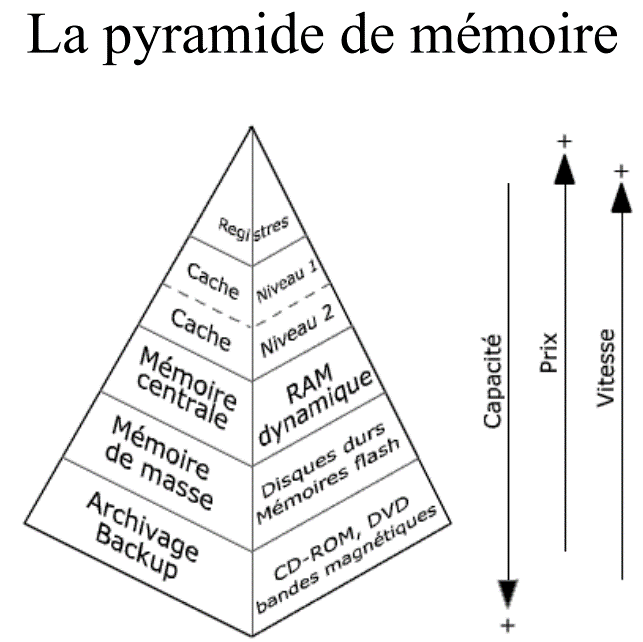 La pyramide de mémoire
Registres
Cache Niveau 1
Cache Niveau 2
Mémoire
centrale
RAM
dynamique
Mémoire
de masse
Disques durs
Mémoires flash
Archivage
Backup
CD-ROM, DVD
bandes magnétiques
Capacité
+
Prix
+
Vitesse
+